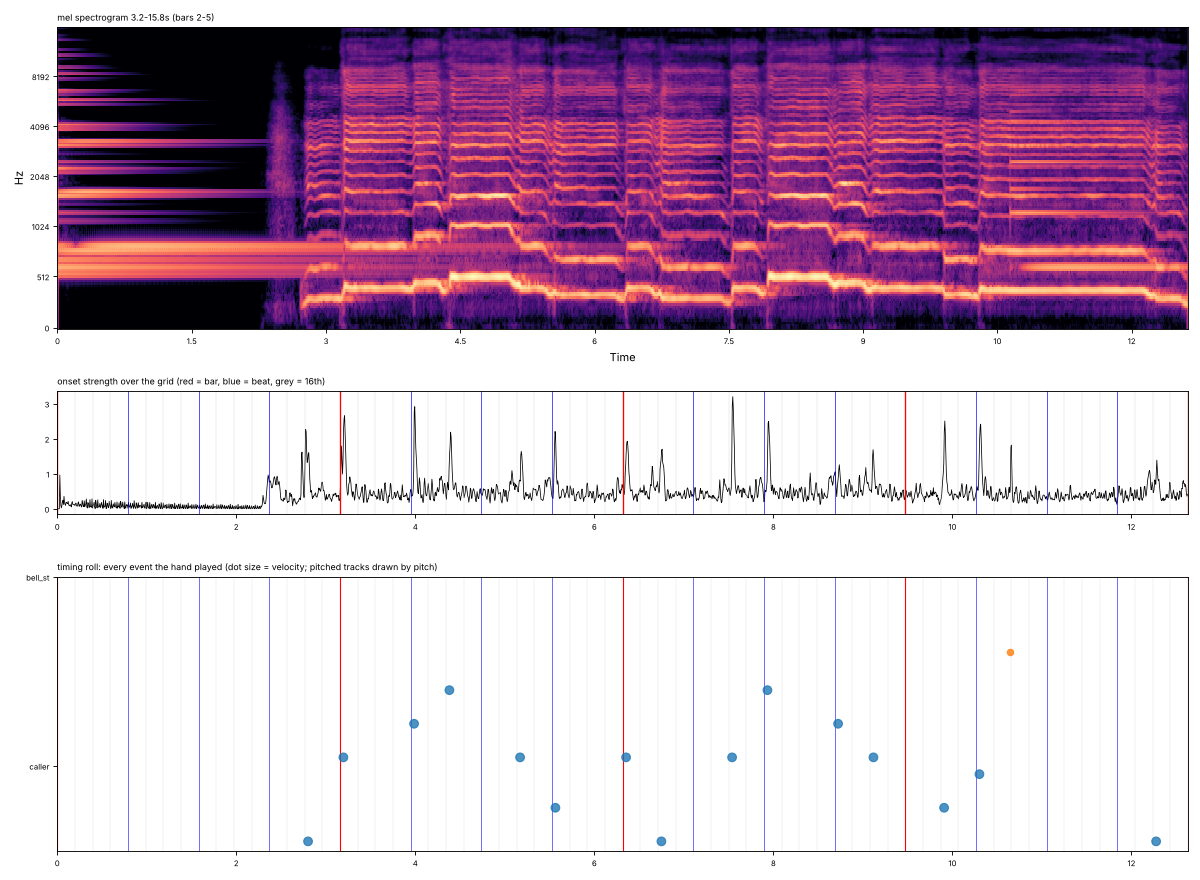 mel spectrogram 3.2-15.8s (bars 2-5)
8192
4096
2048
1024
512
0
Hz
0 1.5 3 4.5 6 7.5 9 10 12
Time
onset strength over the grid (red = bar, blue = beat, grey = 16th)
3
2
1
0
0 2 4 6 8 10 12
timing roll: every event the hand played (dot size = velocity; pitched tracks drawn by pitch)
bell_st
caller
0 2 4 6 8 10 12